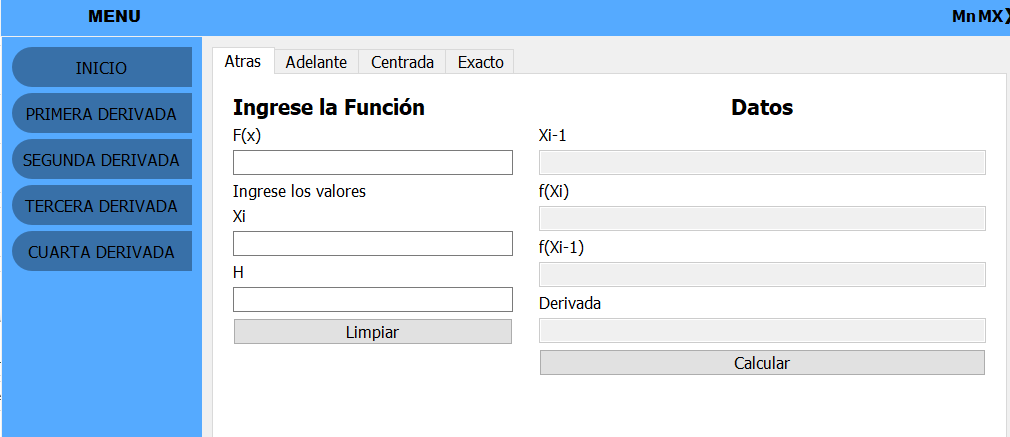 MENU
Mn MX X
INICIO
PRIMERA DERIVADA
SEGUNDA DERIVADA
TERCERA DERIVADA
CUARTA DERIVADA
Atras Adelante Centrada Exacto
Ingrese la Función
F(x)
Ingrese los valores
Xi
H
Limpiar
Datos
Xi-1
f(Xi)
f(Xi-1)
Derivada
Calcular